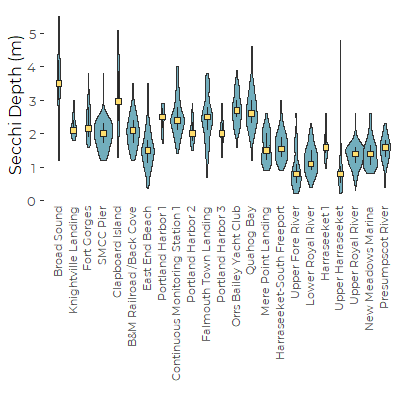 Secchi Depth (m)
5
4
3
2
1
0
Broad Sound
Knightville Landing
Fort Gorges
SMCC Pier
Clapboard Island
B&M Railroad /Back Cove
East End Beach
Portland Harbor 1
Continuous Monitoring Station 1
Portland Harbor 2
Falmouth Town Landing
Portland Harbor 3
Orrs Bailey Yacht Club
Quahog Bay
Mere Point Landing
Harraseeket-South Freeport
Upper Fore River
Lower Royal River
Harraseeket 1
Upper Harraseeket
Upper Royal River
New Meadows Marina
Presumpscot River